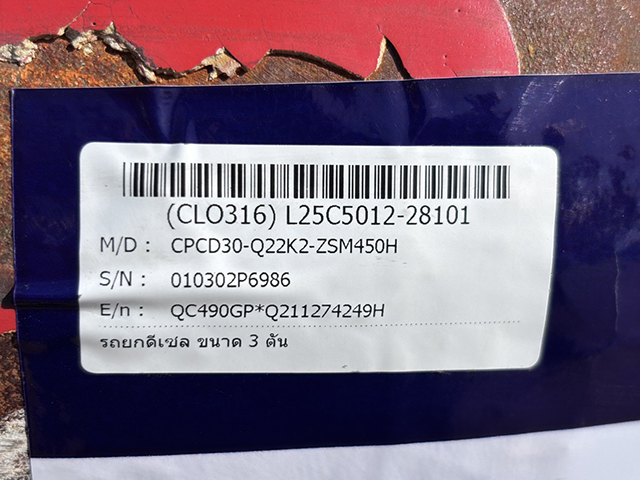 (CLO316) L25C5012-28101
M/D : CPCD30-Q22K2-ZSM450H
S/N : 010302P6986
E/n : QC490GP*Q211274249H
รถยกดีเซล ขนาด 3 ตัน